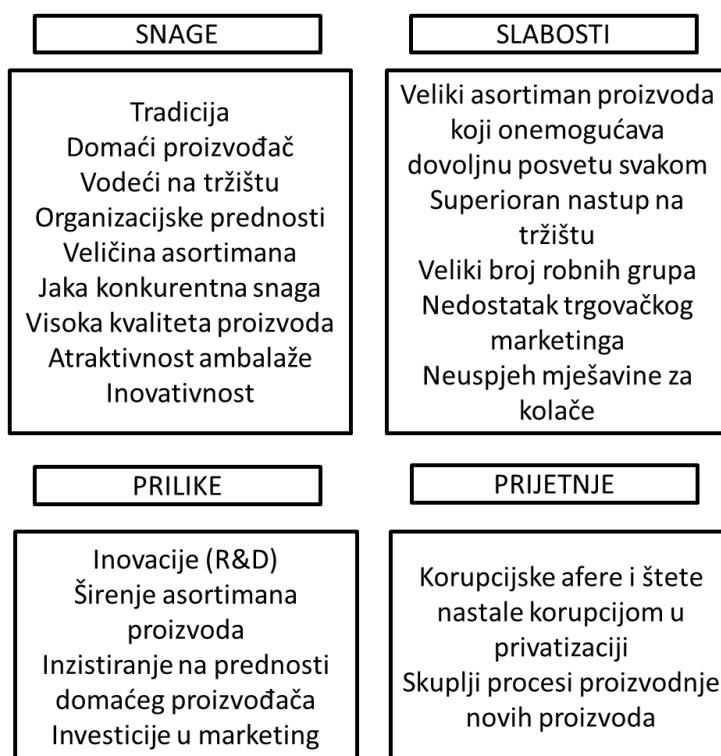 SNAGE
Tradicija
Domaći proizvođač
Vodeći na tržištu
Organizacijske prednosti
Veličina asortimana
Jaka konkurentna snaga
Visoka kvaliteta proizvoda
Atraktivnost ambalaže
Inovativnost
SLABOSTI
Veliki asortiman proizvoda
koji onemogućava
dovoljnu posvetu svakom
Superioran nastup na
tržištu
Veliki broj robnih grupa
Nedostatak trgovačkog
marketinga
Neuspjeh mješavine za
kolače
PRILIKE
Inovacije (R&D)
Širenje asortimana
proizvoda
Inzistiranje na prednosti
domaćeg proizvođača
Investicije u marketing
PRIJETNJE
Korupcijske afere i štete
nastale korupcijom u
privatizaciji
Skuplji procesi proizvodnje
novih proizvoda